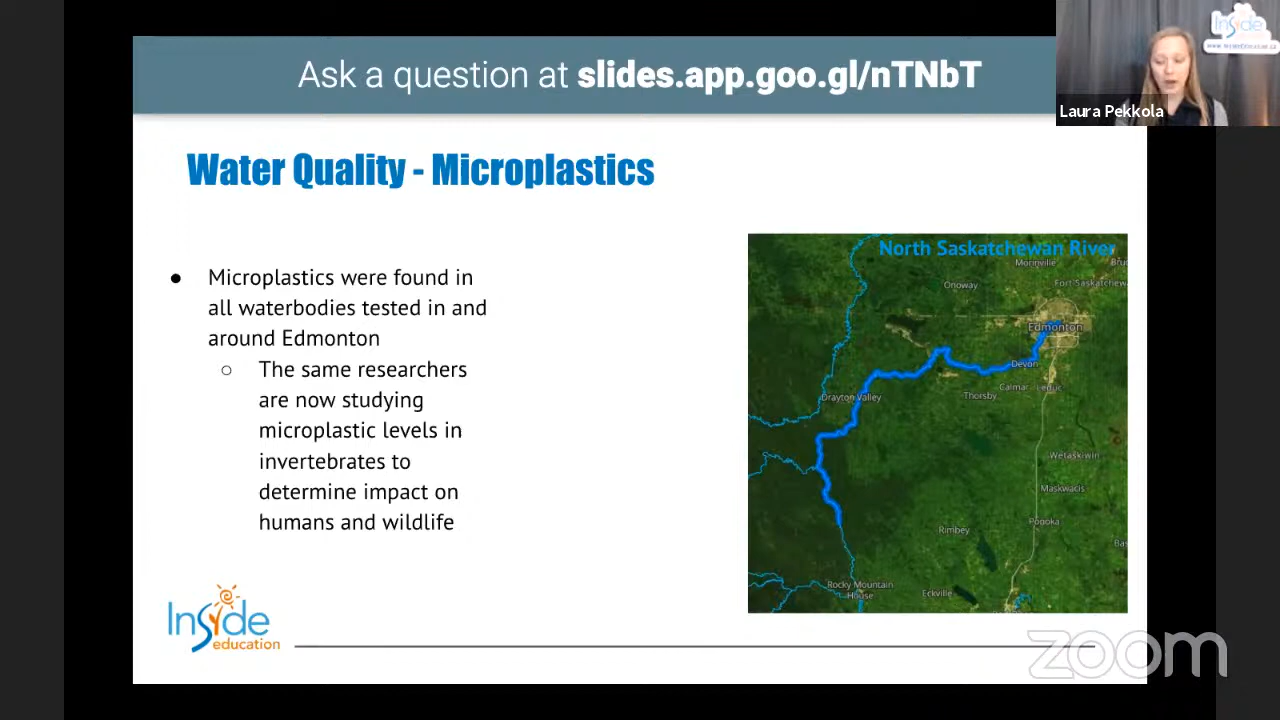 Ask a question at slides.app.goo.gl/nTNbT
Inside
Laura Pekkola
Water Quality - Microplastics
● Microplastics were found in
all waterbodies tested in and
around Edmonton
○ The same researchers
are now studying
microplastic levels in
invertebrates to
determine impact on
humans and wildlife
North Saskatchewan River
Morinville
Onoway
Fort Saskatchew
Edmonton
Devon
Calmar Leduc
Drayton Valley
Thorsby
Wetaskiwin
Maskwacis
Rimbey
Ponoka
Rocky Mountain
House
Eckville
Inside
education
zoom